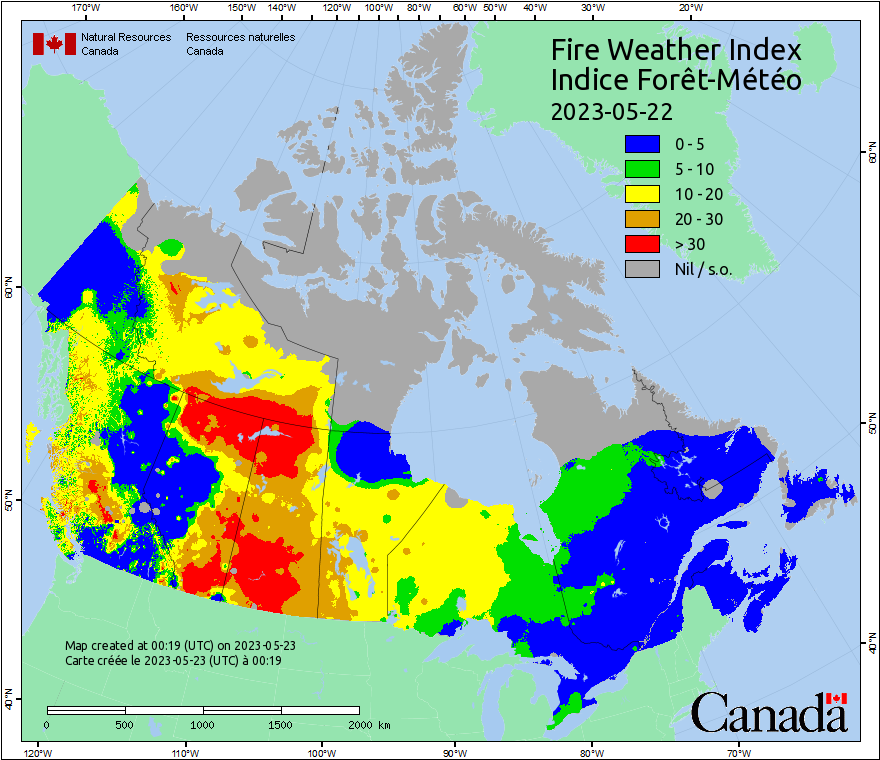 170°W 160°W 150°W 140°W 120°W 100°W 80°W 60°W 50°W 40°W 30°W 20°W
Natural Resources Ressources naturelles
Canada Canada
Fire Weather Index
Indice Forêt-Météo
2023-05-22
0 - 5
5 - 10
10 - 20
20 - 30
> 30
Nil / s.o.
60°N
60°N
50°N
50°N
40°N
40°N
Map created at 00:19 (UTC) on 2023-05-23
Carte créée le 2023-05-23 (UTC) à 00:19
0 500 1000 1500 2000 km
Canada
120°W 110°W 100°W 90°W 80°W 70°W